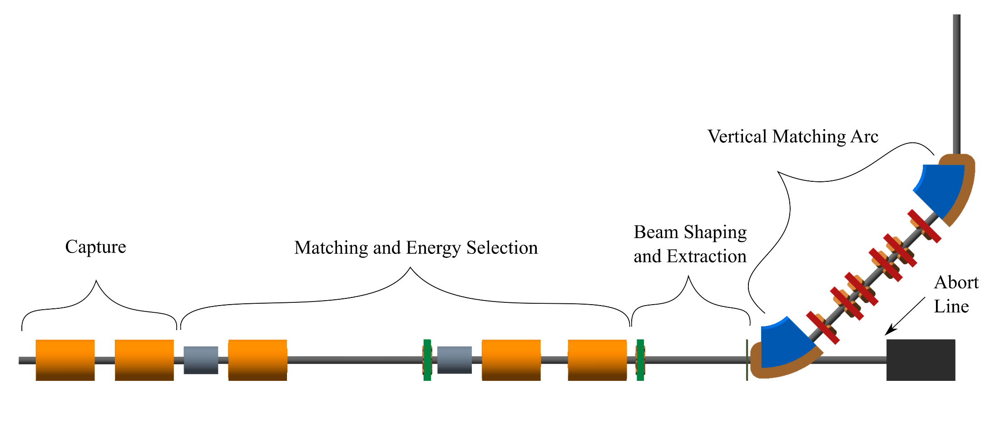 Capture
Matching and Energy Selection
Beam Shaping
and Extraction
Vertical Matching Arc
Abort
Line